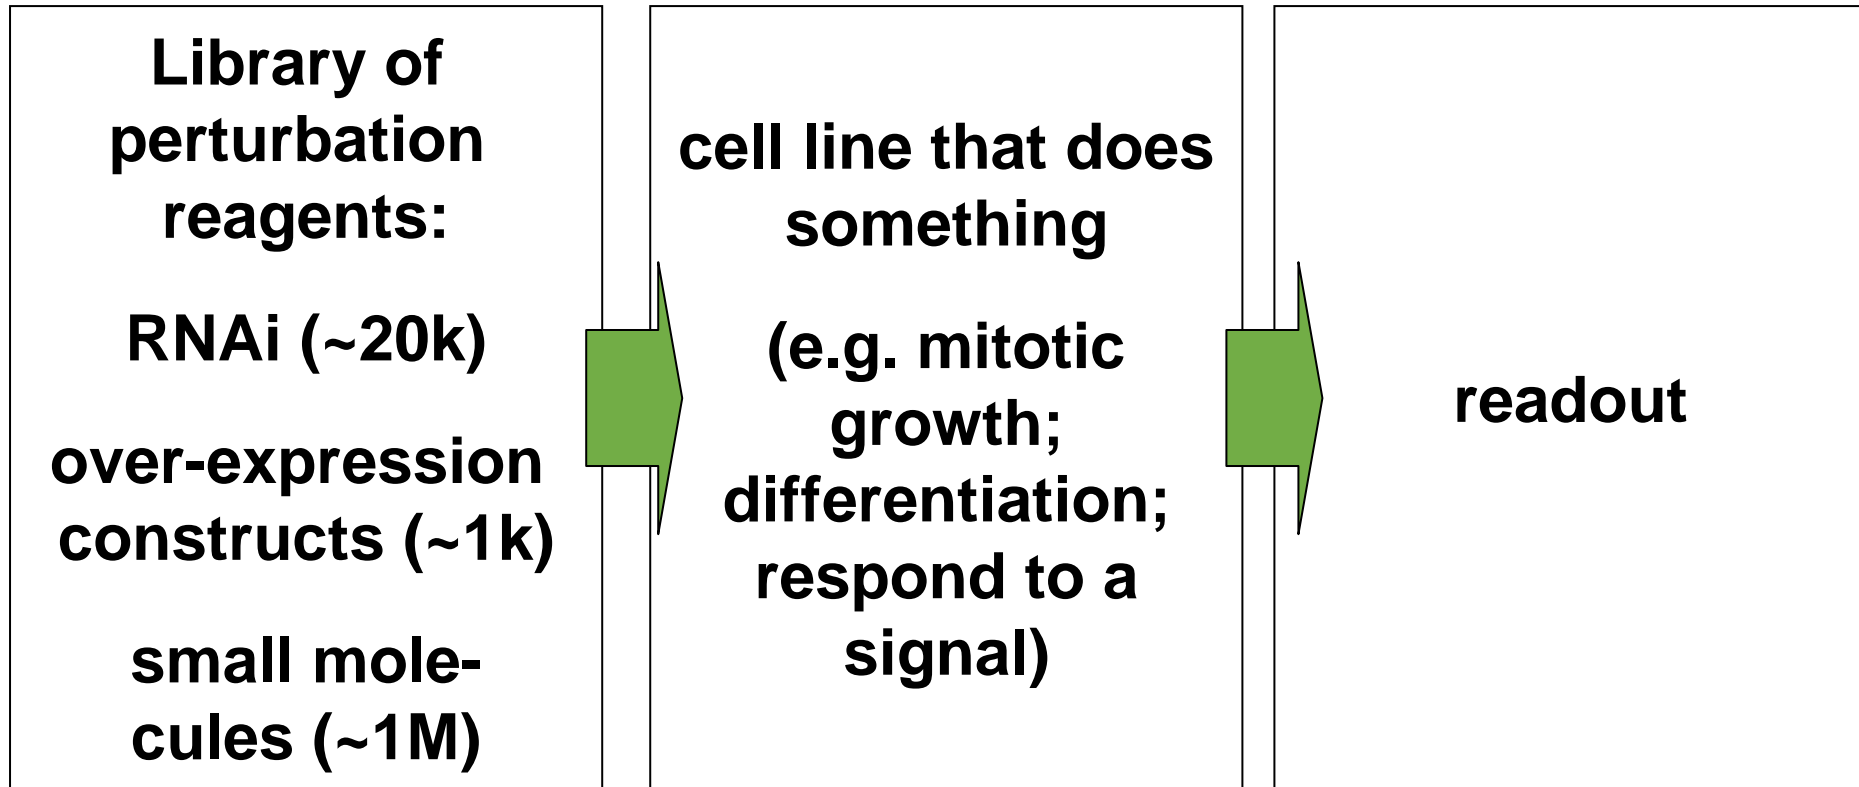 Library of
perturbation
reagents:
RNAi (~20k)
over-expression
constructs (~1k)
small mole-
cules (~1M)
cell line that does
something
(e.g. mitotic
growth;
differentiation;
respond to a
signal)
readout